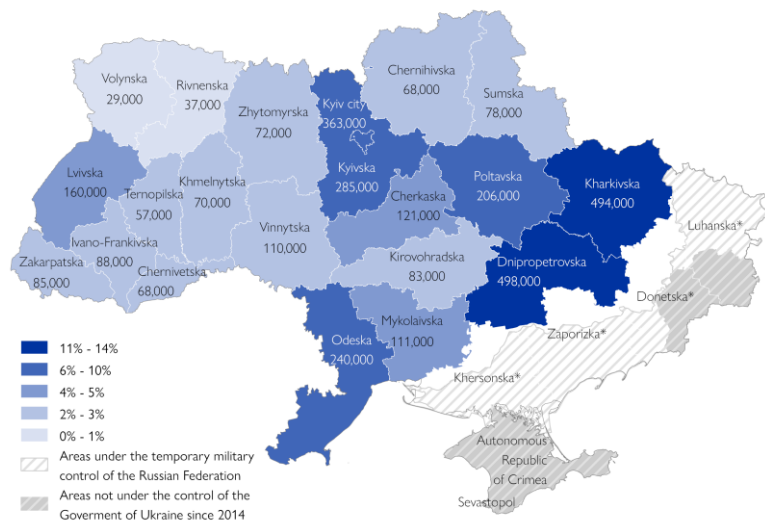 Volynska
29,000
Rivnenska
37,000
Zhytomyrska
72,000
Kyiv city
363,000
Chernihivska
68,000
Sumska
78,000
Lvivska
160,000
Ternopilska
57,000
Khmelnytska
70,000
Kyivska
285,000
Cherkaska
121,000
Poltavska
206,000
Kharkivska
494,000
Luhanska*
Zakarpatska
85,000
Ivano-Frankivska
88,000
Chernivetska
68,000
Vinnytska
110,000
Kirovohradska
83,000
Dnipropetrovska
498,000
Donetska*
Odeska
240,000
Mykolaivska
111,000
Zaporizka*
Khersonska*
Autonomous
Republic
of Crimea
Sevastopol
11% - 14%
6% - 10%
4% - 5%
2% - 3%
0% - 1%
Areas under the temporary military
control of the Russian Federation
Areas not under the control of the
Goverment of Ukraine since 2014